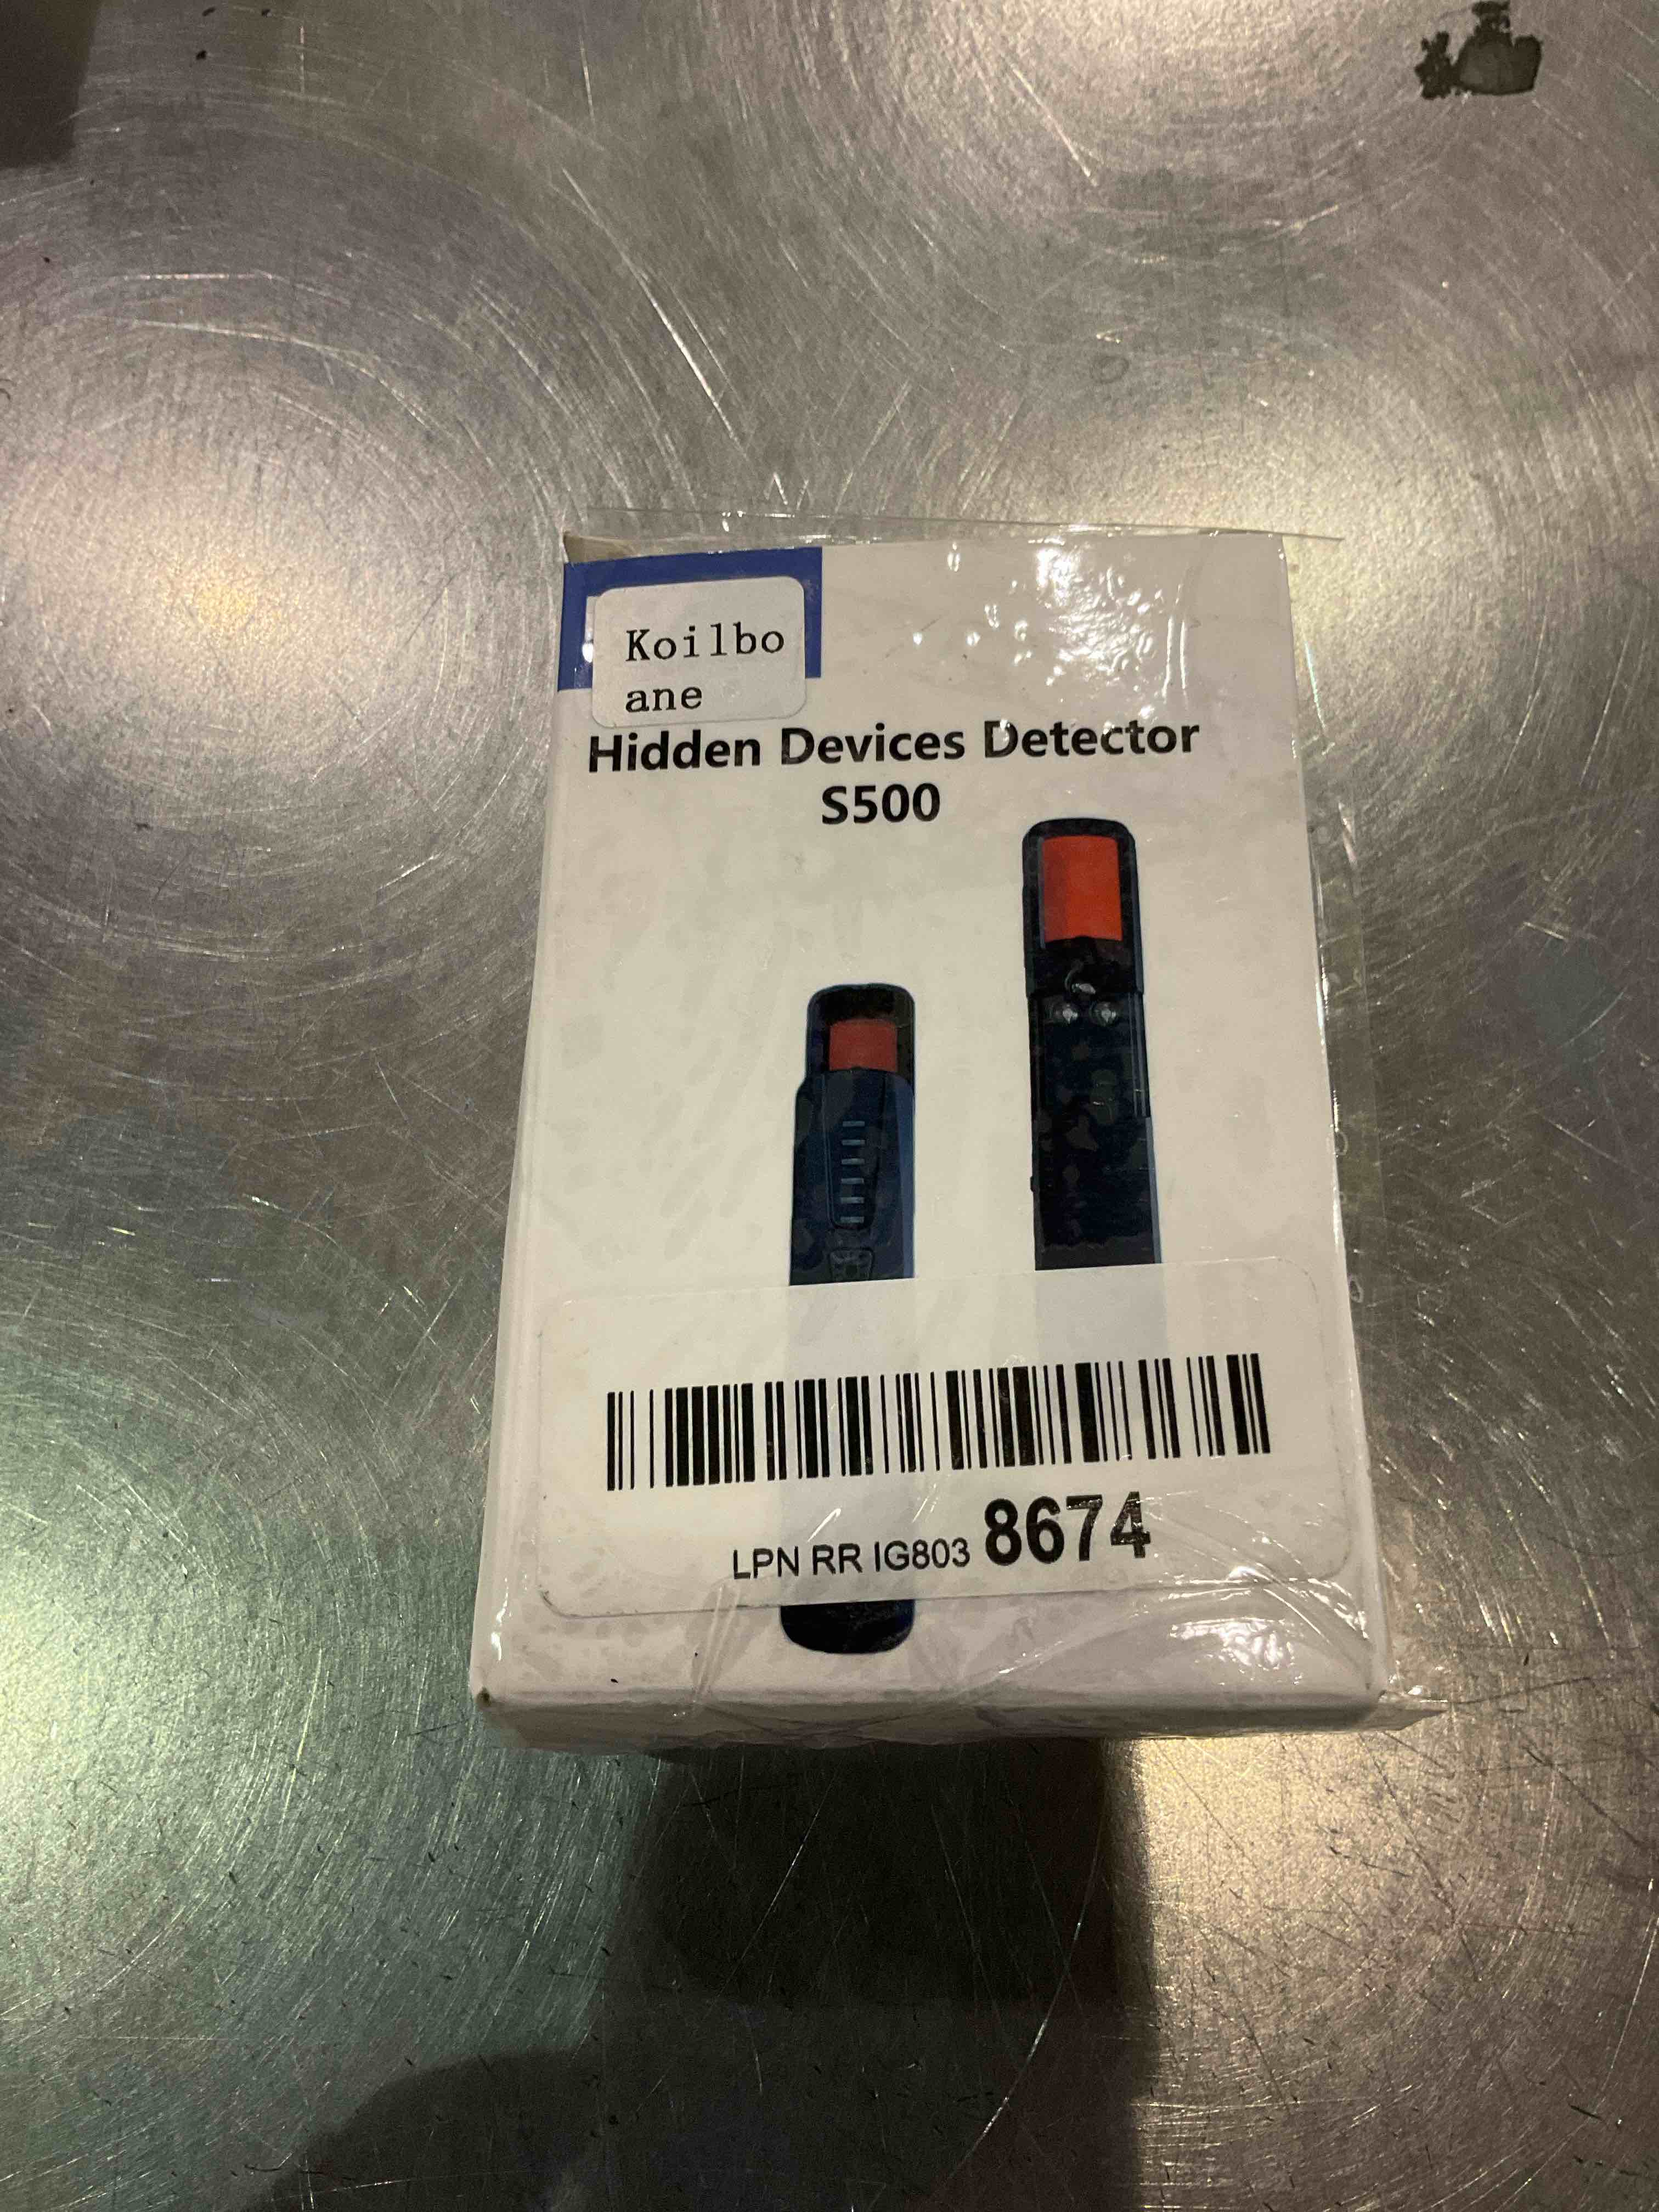 Koilbo
ane
Hidden Devices Detector
S500
LPN RR IG803 8674